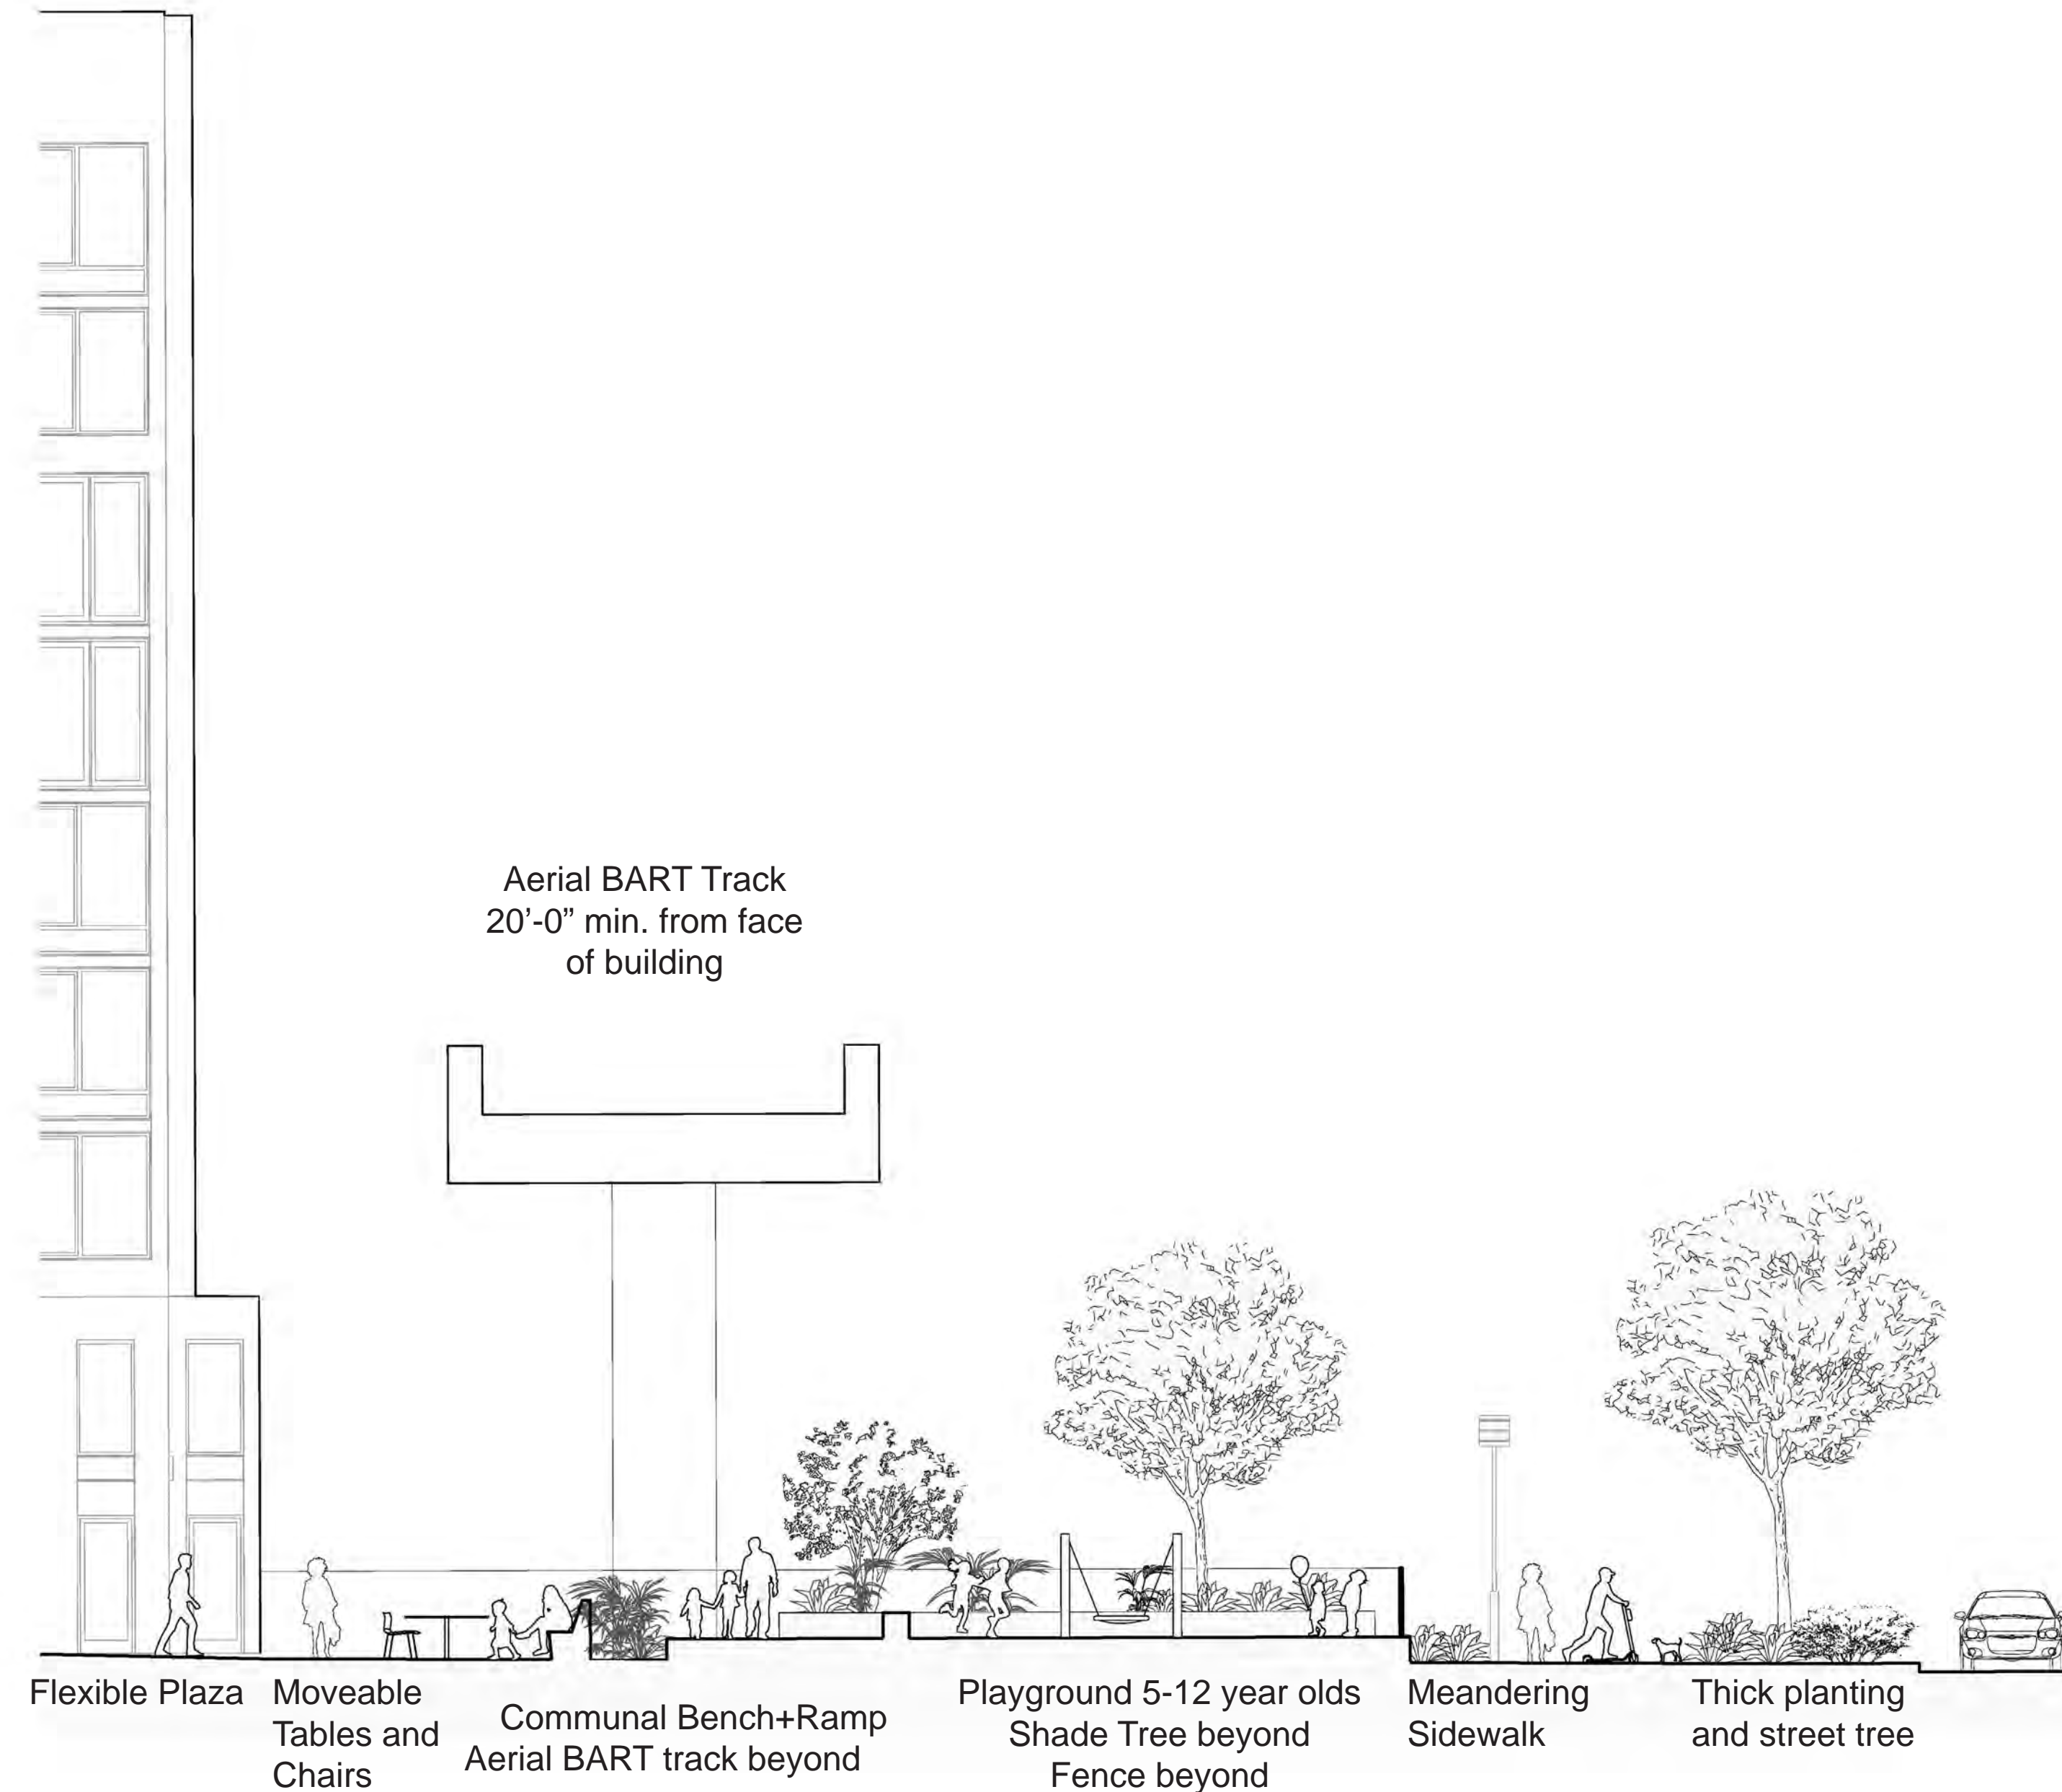 Aerial BART Track
20’-0” min. from face
of building
Flexible Plaza
Moveable
Tables and
Chairs
Communal Bench+Ramp
Aerial BART track beyond
Playground 5-12 year olds
Shade Tree beyond
Fence beyond
Meandering
Sidewalk
Thick planting
and street tree